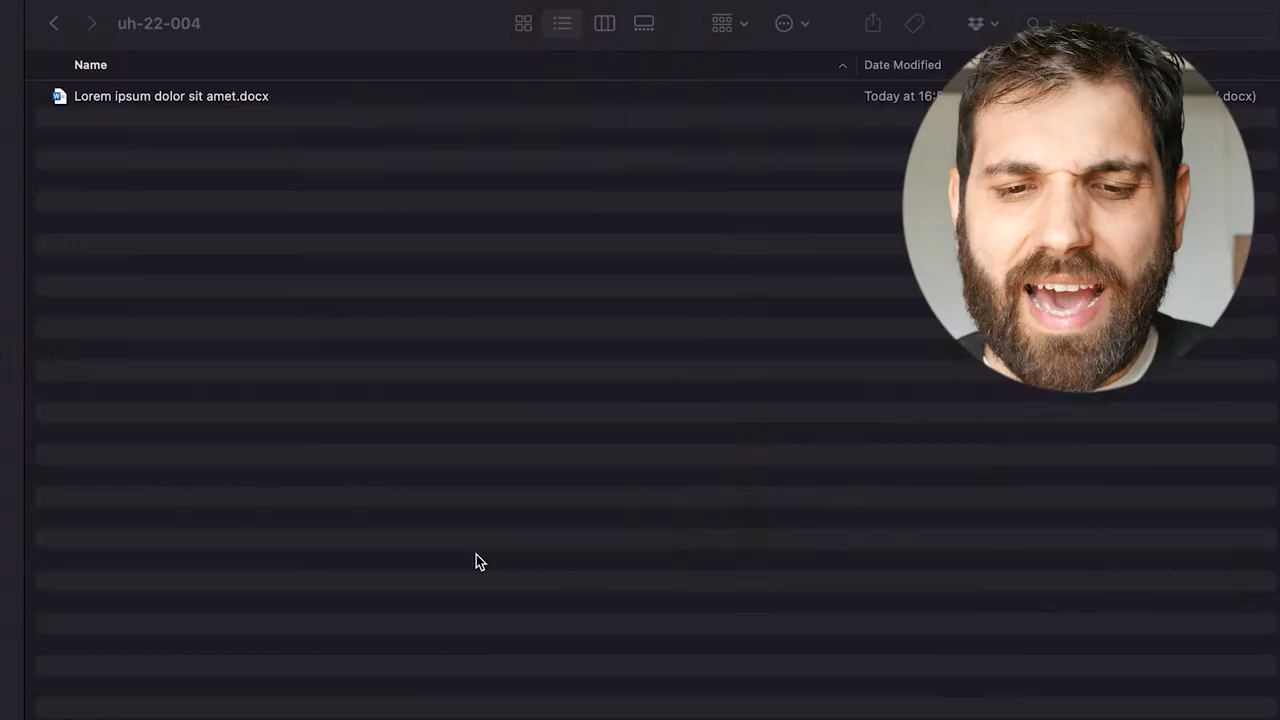 uh-22-004
Name Date Modified
Lorem ipsum dolor sit amet.docx Today at 16: .docx)